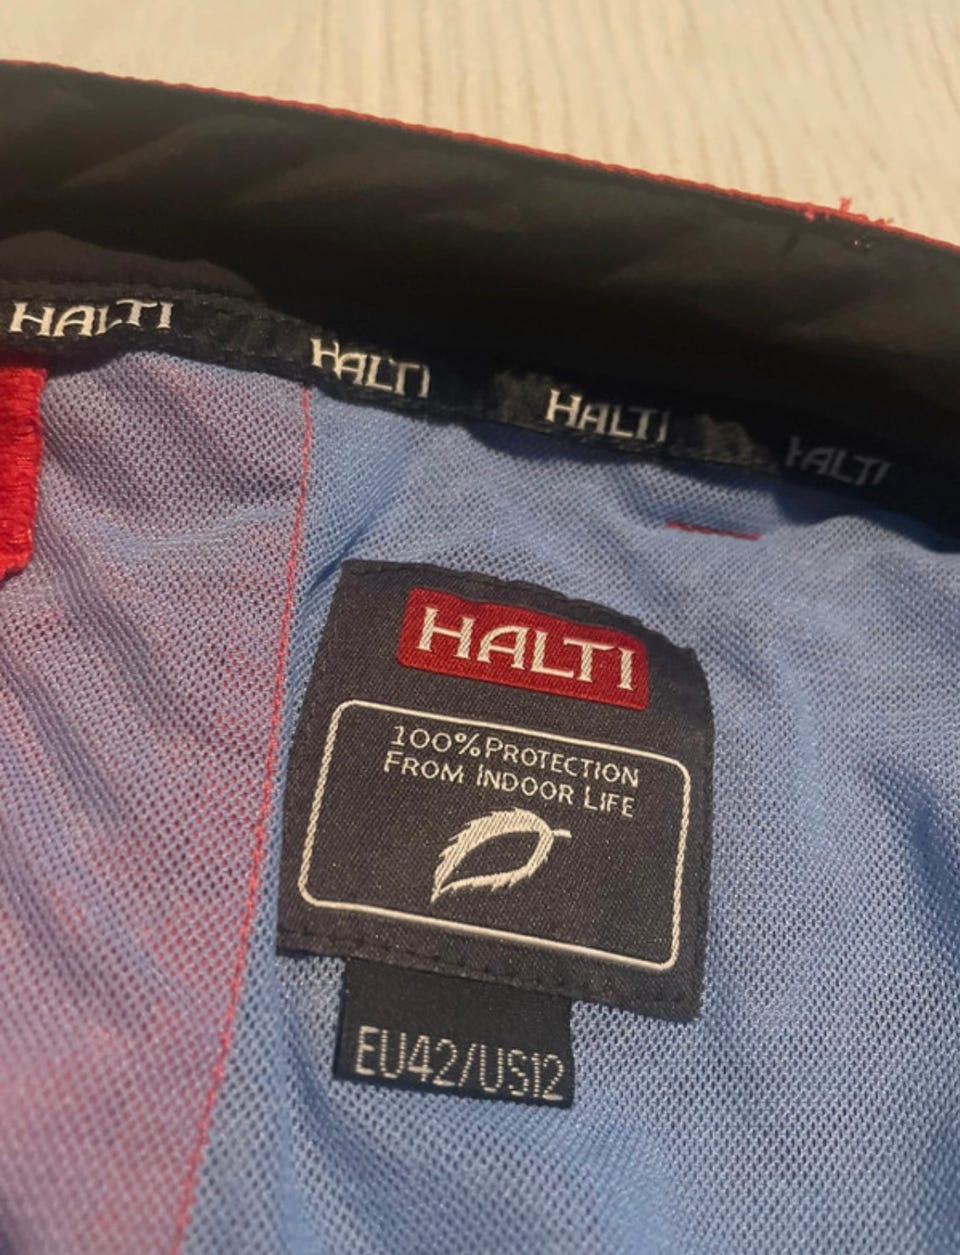 HALTI
HALTI
HALTI
HALTI
HALTI
100% PROTECTION
FROM INDOOR LIFE
EU42/US12